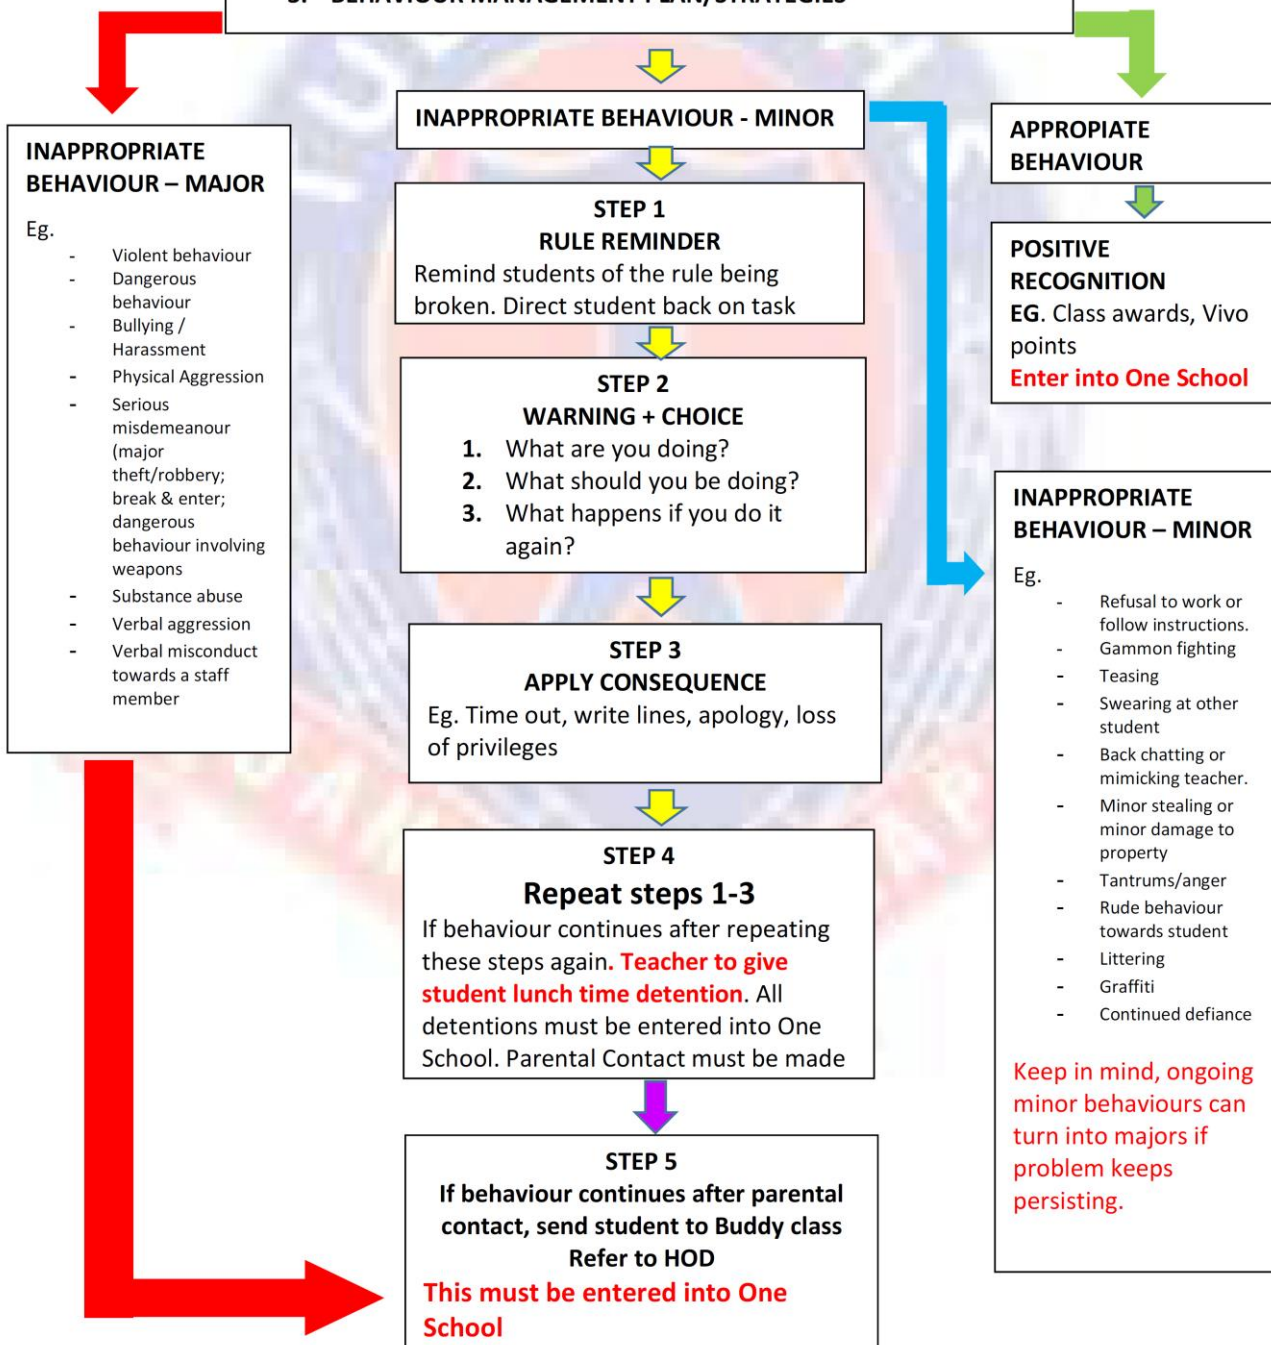 3. BEHAVIOUR MANAGEMENT PLAN/STRATEGIES
INAPPROPRIATE
BEHAVIOUR – MAJOR
Eg.
- Violent behaviour
- Dangerous
behaviour
- Bullying /
Harassment
- Physical Aggression
- Serious
misdemeanour
(major
theft/robbery;
break & enter;
dangerous
behaviour involving
weapons
- Substance abuse
- Verbal aggression
- Verbal misconduct
towards a staff
member
INAPPROPRIATE BEHAVIOUR - MINOR
STEP 1
RULE REMINDER
Remind students of the rule being
broken. Direct student back on task
STEP 2
WARNING + CHOICE
1. What are you doing?
2. What should you be doing?
3. What happens if you do it
again?
STEP 3
APPLY CONSEQUENCE
Eg. Time out, write lines, apology, loss
of privileges
STEP 4
Repeat steps 1-3
If behaviour continues after repeating
these steps again. Teacher to give
student lunch time detention. All
detentions must be entered into One
School. Parental Contact must be made
STEP 5
If behaviour continues after parental
contact, send student to Buddy class
Refer to HOD
This must be entered into One
School
APPROPIATE
BEHAVIOUR
POSITIVE
RECOGNITION
EG. Class awards, Vivo
points
Enter into One School
INAPPROPRIATE
BEHAVIOUR – MINOR
Eg.
- Refusal to work or
follow instructions.
- Gammon fighting
- Teasing
- Swearing at other
student
- Back chatting or
mimicking teacher.
- Minor stealing or
minor damage to
property
- Tantrums/anger
- Rude behaviour
towards student
- Littering
- Graffiti
- Continued defiance
Keep in mind, ongoing
minor behaviours can
turn into majors if
problem keeps
persisting.